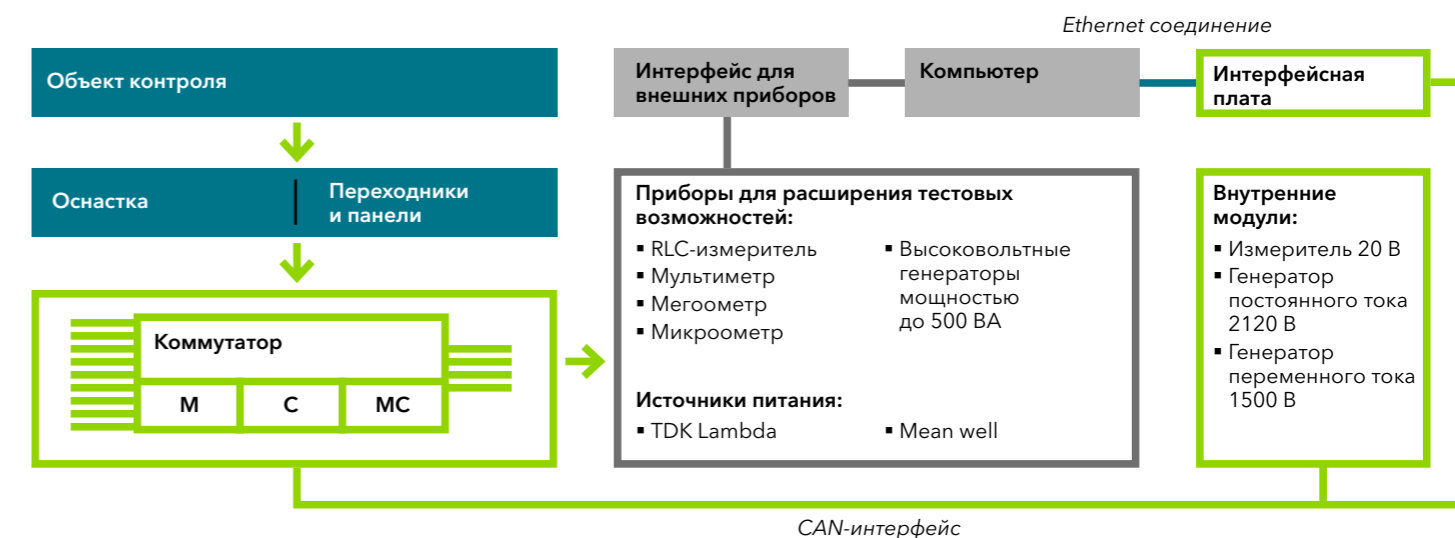 Ethernet соединение
Объект контроля
Интерфейс для
внешних приборов
Компьютер
Интерфейсная
плата
Оснастка
Переходники
и панели
Приборы для расширения тестовых
возможностей:
▪ RLC-измеритель
▪ Мультиметр
▪ Мегоометр
▪ Микроометр
▪ Высоковольтные
генераторы
мощностью
до 500 ВА
Источники питания:
▪ TDK Lambda
▪ Mean well
Внутренние
модули:
▪ Измеритель 20 В
▪ Генератор
постоянного тока
2120 В
▪ Генератор
переменного тока
1500 В
Коммутатор
М
С
МС
CAN-интерфейс